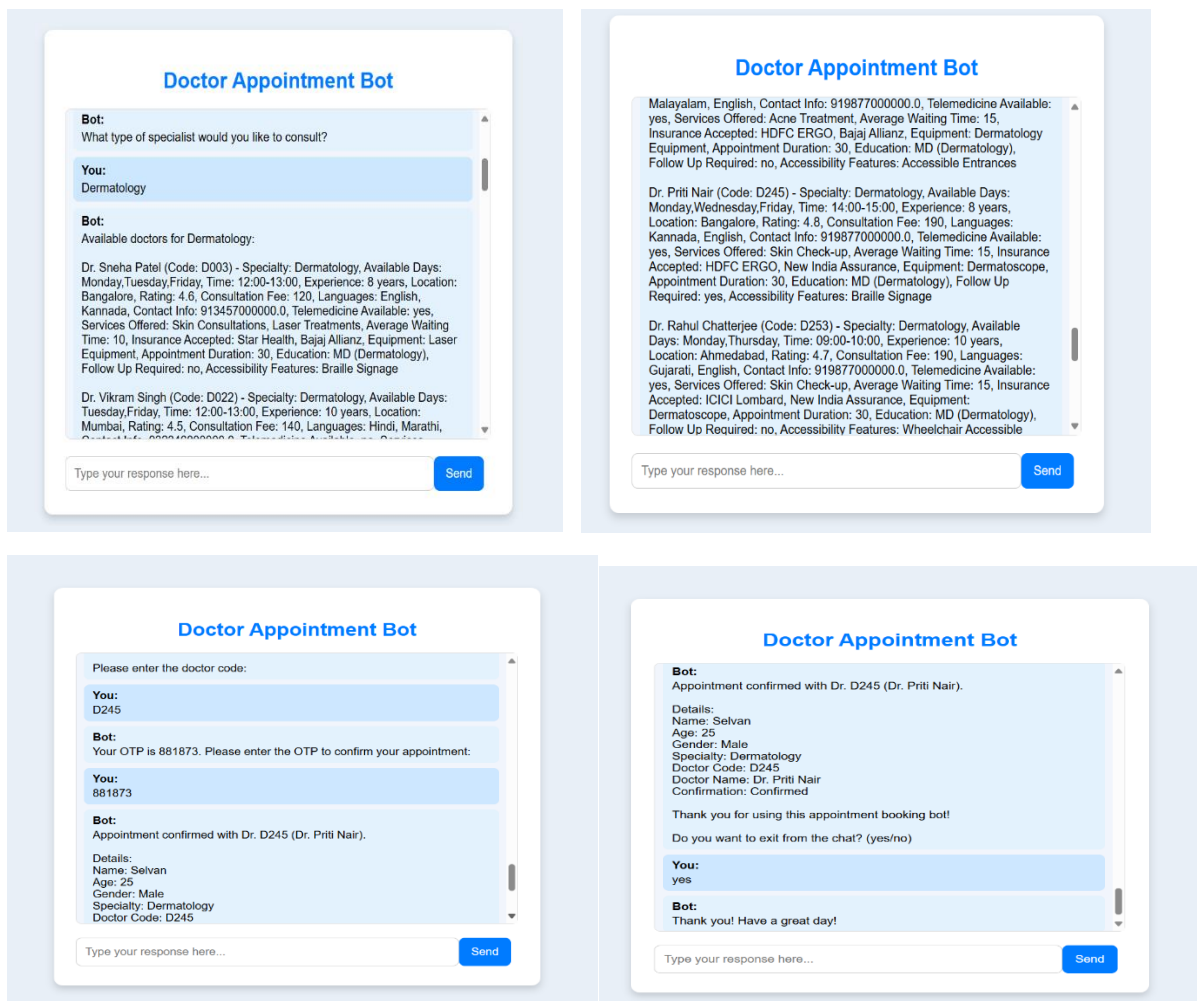 Doctor Appointment Bot
Bot:
What type of specialist would you like to consult?
You:
Dermatology
Bot:
Available doctors for Dermatology:
Dr. Sneha Patel (Code: D003) - Specialty: Dermatology, Available Days:
Monday,Tuesday,Friday, Time: 12:00-13:00, Experience: 8 years, Location:
Bangalore, Rating: 4.6, Consultation Fee: 120, Languages: English,
Kannada, Contact Info: 913457000000.0, Telemedicine Available: yes,
Services Offered: Skin Consultations, Laser Treatments, Average Waiting
Time: 10, Insurance Accepted: Star Health, Bajaj Allianz, Equipment: Laser
Equipment, Appointment Duration: 30, Education: MD (Dermatology),
Follow Up Required: no, Accessibility Features: Braille Signage
Dr. Vikram Singh (Code: D022) - Specialty: Dermatology, Available Days:
Tuesday,Friday, Time: 12:00-13:00, Experience: 10 years, Location:
Mumbai, Rating: 4.5, Consultation Fee: 140, Languages: Hindi, Marathi,
Type your response here...
Send
Doctor Appointment Bot
Malayalam, English, Contact Info: 919877000000.0, Telemedicine Available:
yes, Services Offered: Acne Treatment, Average Waiting Time: 15,
Insurance Accepted: HDFC ERGO, Bajaj Allianz, Equipment: Dermatology
Equipment, Appointment Duration: 30, Education: MD (Dermatology),
Follow Up Required: no, Accessibility Features: Accessible Entrances
Dr. Priti Nair (Code: D245) - Specialty: Dermatology, Available Days:
Monday,Wednesday,Friday, Time: 14:00-15:00, Experience: 8 years,
Location: Bangalore, Rating: 4.8, Consultation Fee: 190, Languages:
Kannada, English, Contact Info: 919877000000.0, Telemedicine Available:
yes, Services Offered: Skin Check-up, Average Waiting Time: 15, Insurance
Accepted: HDFC ERGO, New India Assurance, Equipment: Dermatoscope,
Appointment Duration: 30, Education: MD (Dermatology), Follow Up
Required: yes, Accessibility Features: Braille Signage
Dr. Rahul Chatterjee (Code: D253) - Specialty: Dermatology, Available
Days: Monday,Thursday, Time: 09:00-10:00, Experience: 10 years,
Location: Ahmedabad, Rating: 4.7, Consultation Fee: 190, Languages:
Gujarati, English, Contact Info: 919877000000.0, Telemedicine Available:
yes, Services Offered: Skin Check-up, Average Waiting Time: 15, Insurance
Accepted: ICICI Lombard, New India Assurance, Equipment:
Dermatoscope, Appointment Duration: 30, Education: MD (Dermatology),
Follow Up Required: no, Accessibility Features: Wheelchair Accessible
Type your response here...
Send
Doctor Appointment Bot
Please enter the doctor code:
You:
D245
Bot:
Your OTP is 881873. Please enter the OTP to confirm your appointment:
You:
881873
Bot:
Appointment confirmed with Dr. D245 (Dr. Priti Nair).
Details:
Name: Selvan
Age: 25
Gender: Male
Specialty: Dermatology
Doctor Code: D245
Type your response here...
Send
Doctor Appointment Bot
Bot:
Appointment confirmed with Dr. D245 (Dr. Priti Nair).
Details:
Name: Selvan
Age: 25
Gender: Male
Specialty: Dermatology
Doctor Code: D245
Doctor Name: Dr. Priti Nair
Confirmation: Confirmed
Thank you for using this appointment booking bot!
Do you want to exit from the chat? (yes/no)
You:
yes
Bot:
Thank you! Have a great day!
Type your response here...
Send